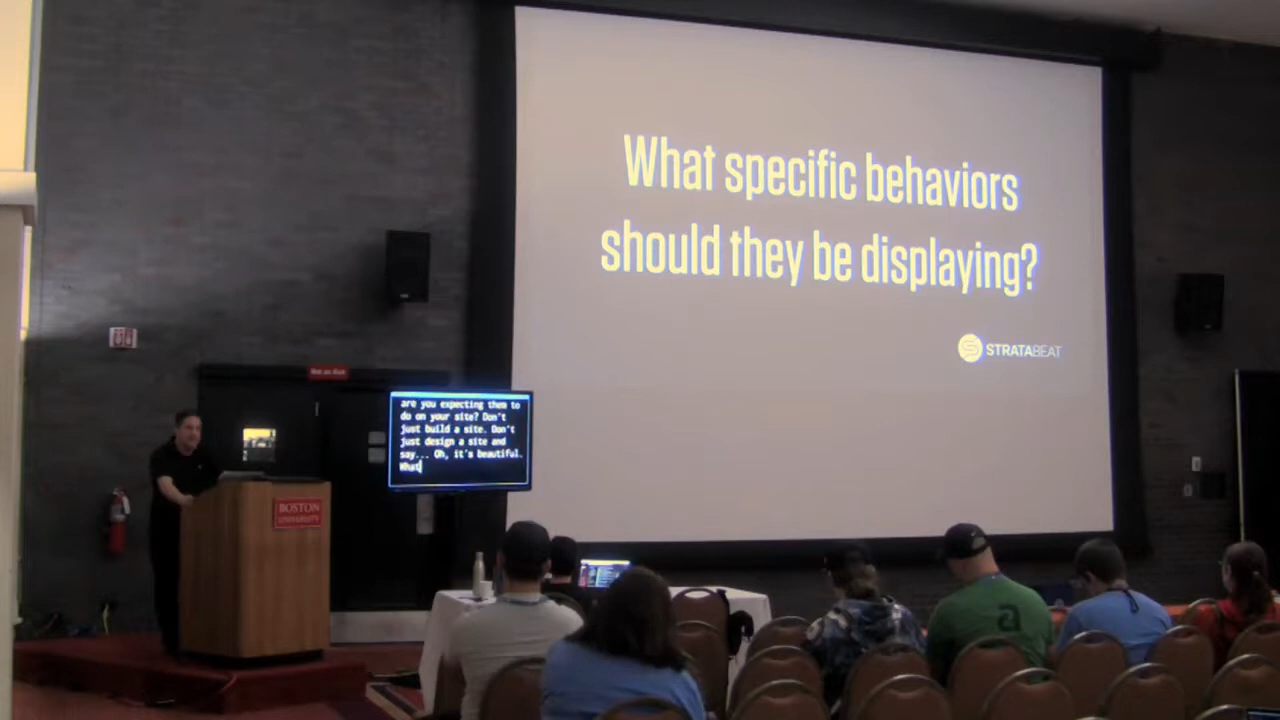 What specific behaviors
should they be displaying?
STRATABEAT
are you expecting them to
do on your site? Don't
just build a site. Don't
just design a site and
say... Oh, it's beautiful.
What
BOSTON
UNIVERSITY
a